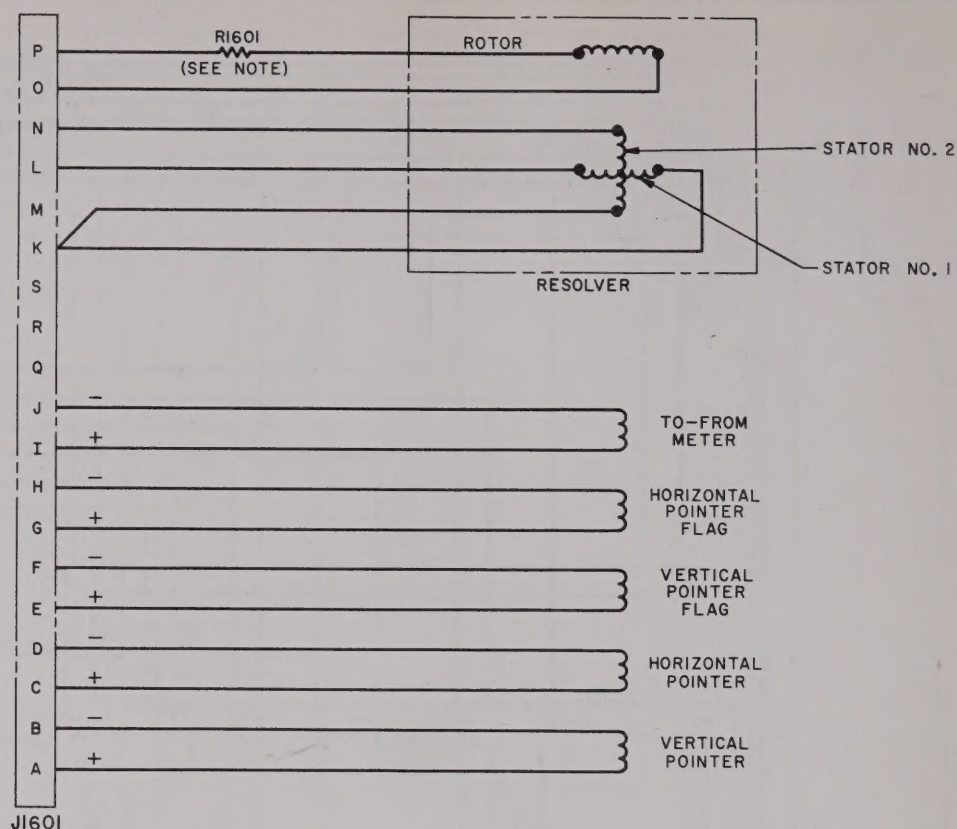 P
R1601
(SEE NOTE)
ROTOR
O
N
STATOR NO. 2
L
M
K
STATOR NO. 1
RESOLVER
S
R
Q
J −
I +
TO-FROM
METER
H −
G +
HORIZONTAL
POINTER
FLAG
F −
E +
VERTICAL
POINTER
FLAG
D −
C +
HORIZONTAL
POINTER
B −
A +
VERTICAL
POINTER
J1601